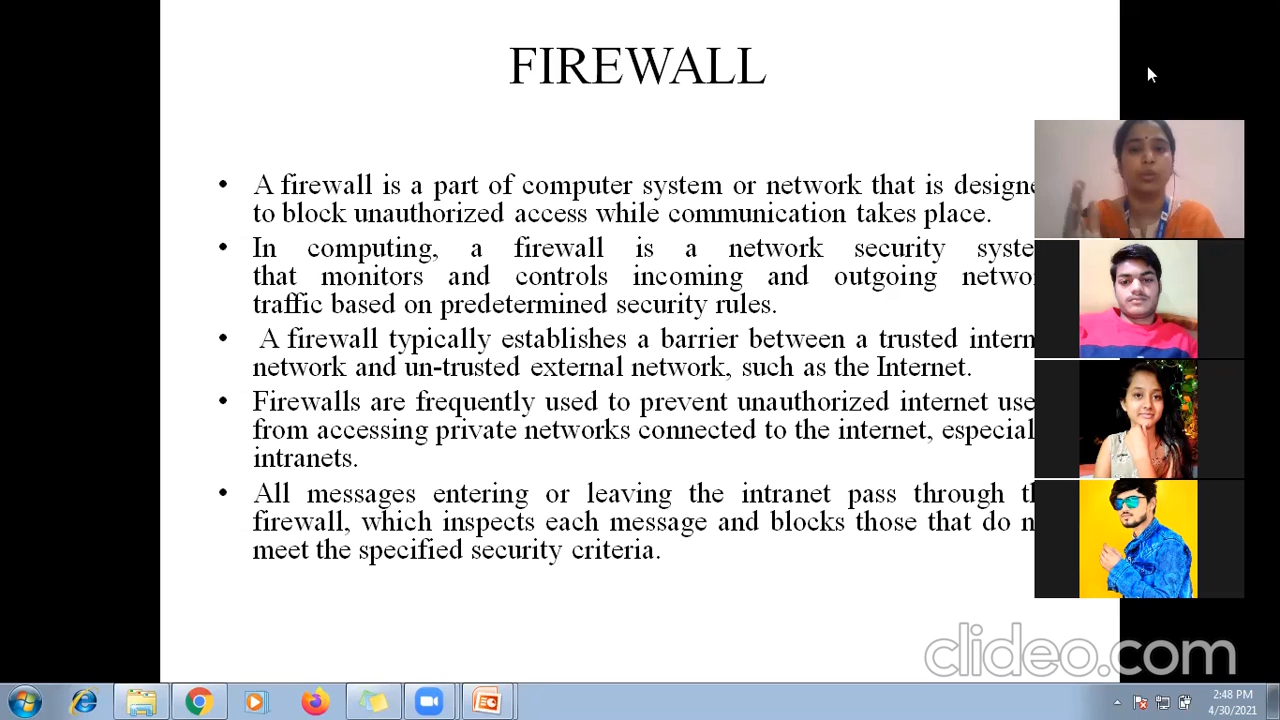 FIREWALL
• A firewall is a part of computer system or network that is designe
to block unauthorized access while communication takes place.
• In computing, a firewall is a network security syste
that monitors and controls incoming and outgoing networ
traffic based on predetermined security rules.
• A firewall typically establishes a barrier between a trusted intern
network and un-trusted external network, such as the Internet.
• Firewalls are frequently used to prevent unauthorized internet use
from accessing private networks connected to the internet, especial
intranets.
• All messages entering or leaving the intranet pass through t
firewall, which inspects each message and blocks those that do n
meet the specified security criteria.
clideo.com
2:48 PM
4/30/2021